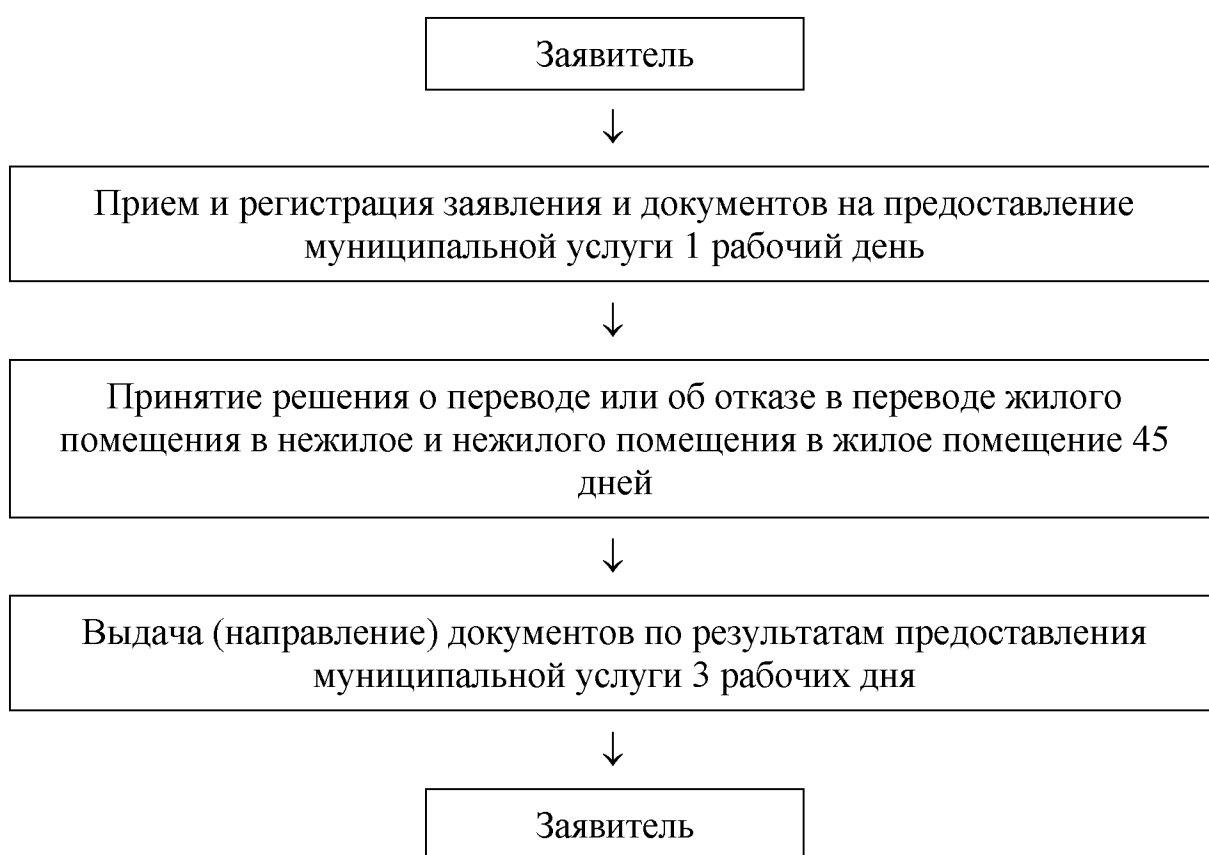 Заявитель
↓
Прием и регистрация заявления и документов на предоставление
муниципальной услуги 1 рабочий день
↓
Принятие решения о переводе или об отказе в переводе жилого
помещения в нежилое и нежилого помещения в жилое помещение 45
дней
↓
Выдача (направление) документов по результатам предоставления
муниципальной услуги 3 рабочих дня
↓
Заявитель